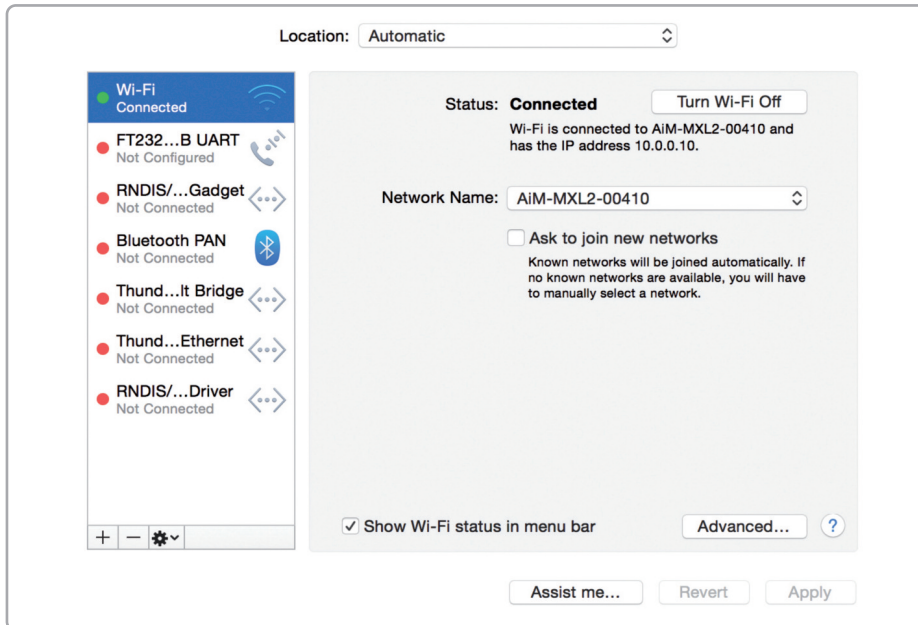 Location: Automatic
Wi-Fi
Connected
FT232...B UART
Not Configured
RNDIS/...Gadget
Not Connected
Bluetooth PAN
Not Connected
Thund...lt Bridge
Not Connected
Thund...Ethernet
Not Connected
RNDIS/...Driver
Not Connected
Status: Connected
Turn Wi-Fi Off
Wi-Fi is connected to AiM-MXL2-00410 and
has the IP address 10.0.0.10.
Network Name: AiM-MXL2-00410
Ask to join new networks
Known networks will be joined automatically. If
no known networks are available, you will have
to manually select a network.
Show Wi-Fi status in menu bar
Advanced...
?
Assist me...
Revert
Apply